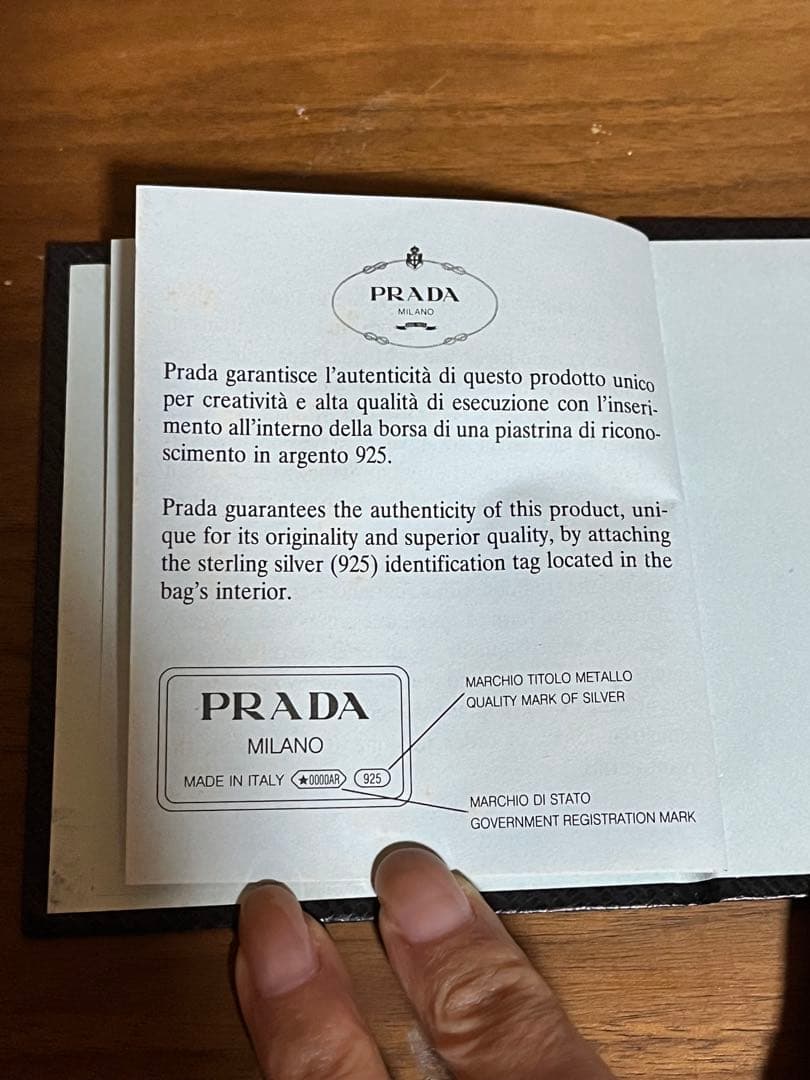 PRADA
MILANO
Prada garantisce l'autenticità di questo prodotto unico
per creatività e alta qualità di esecuzione con l'inseri-
mento all'interno della borsa di una piastrina di ricono-
scimento in argento 925.
Prada guarantees the authenticity of this product, uni-
que for its originality and superior quality, by attaching
the sterling silver (925) identification tag located in the
bag's interior.
PRADA
MILANO
MADE IN ITALY ★0000AR 925
MARCHIO TITOLO METALLO
QUALITY MARK OF SILVER
MARCHIO DI STATO
GOVERNMENT REGISTRATION MARK